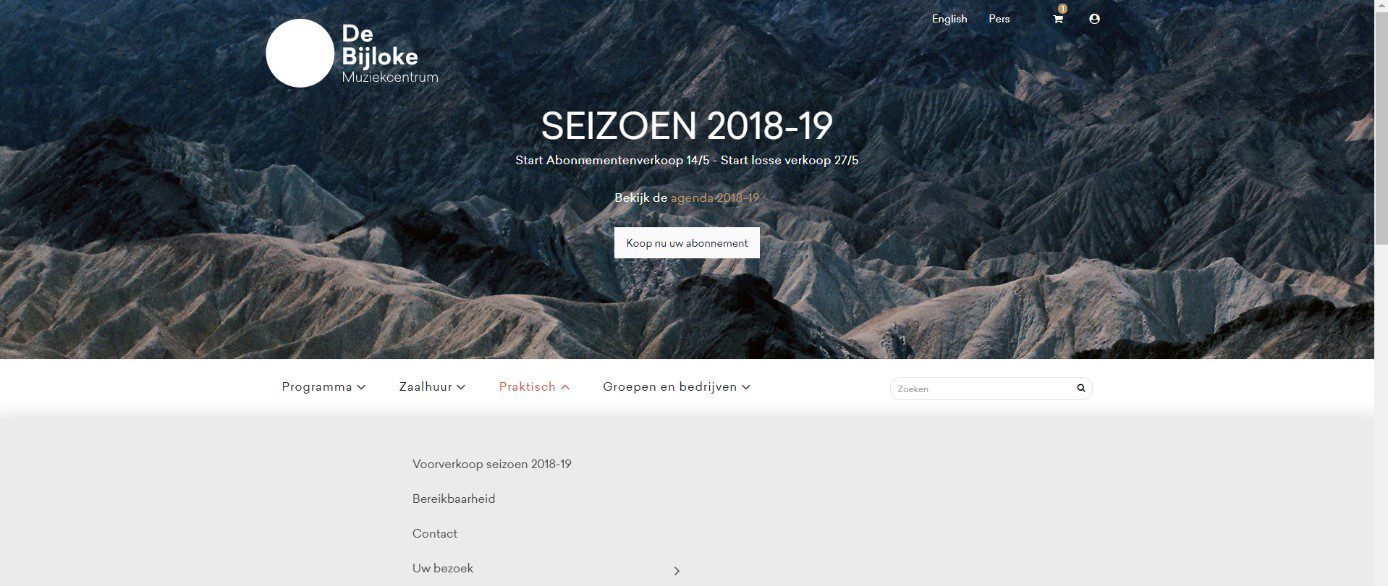 English
Pers
1
De
Bijloke
Muziekcentrum
SEIZOEN 2018-19
Start Abonnementenverkoop 14/5 - Start losse verkoop 27/5
Bekijk de agenda 2018-19
Koop nu uw abonnement
Programma
Zaalhuur
Praktisch
Groepen en bedrijven
Zoeken
Voorverkoop seizoen 2018-19
Bereikbaarheid
Contact
Uw bezoek